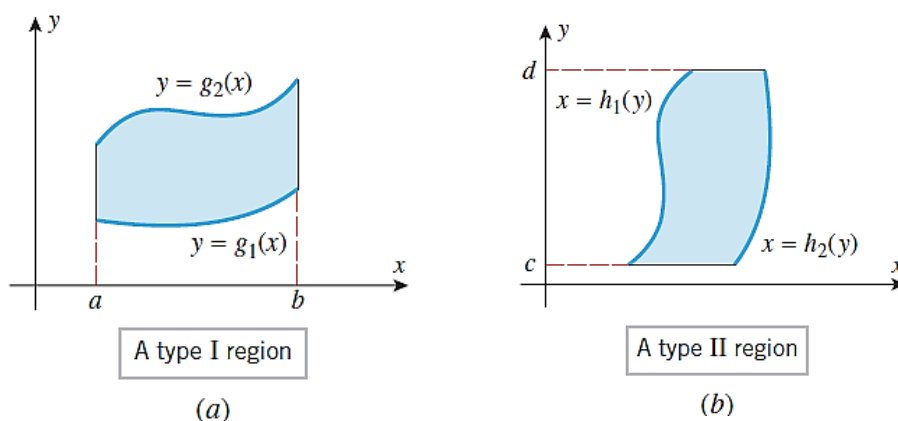 y
y = g₂(x)
y = g₁(x)
x
a
b
A type I region
(a)
y
d
x = h₁(y)
x = h₂(y)
c
x
A type II region
(b)